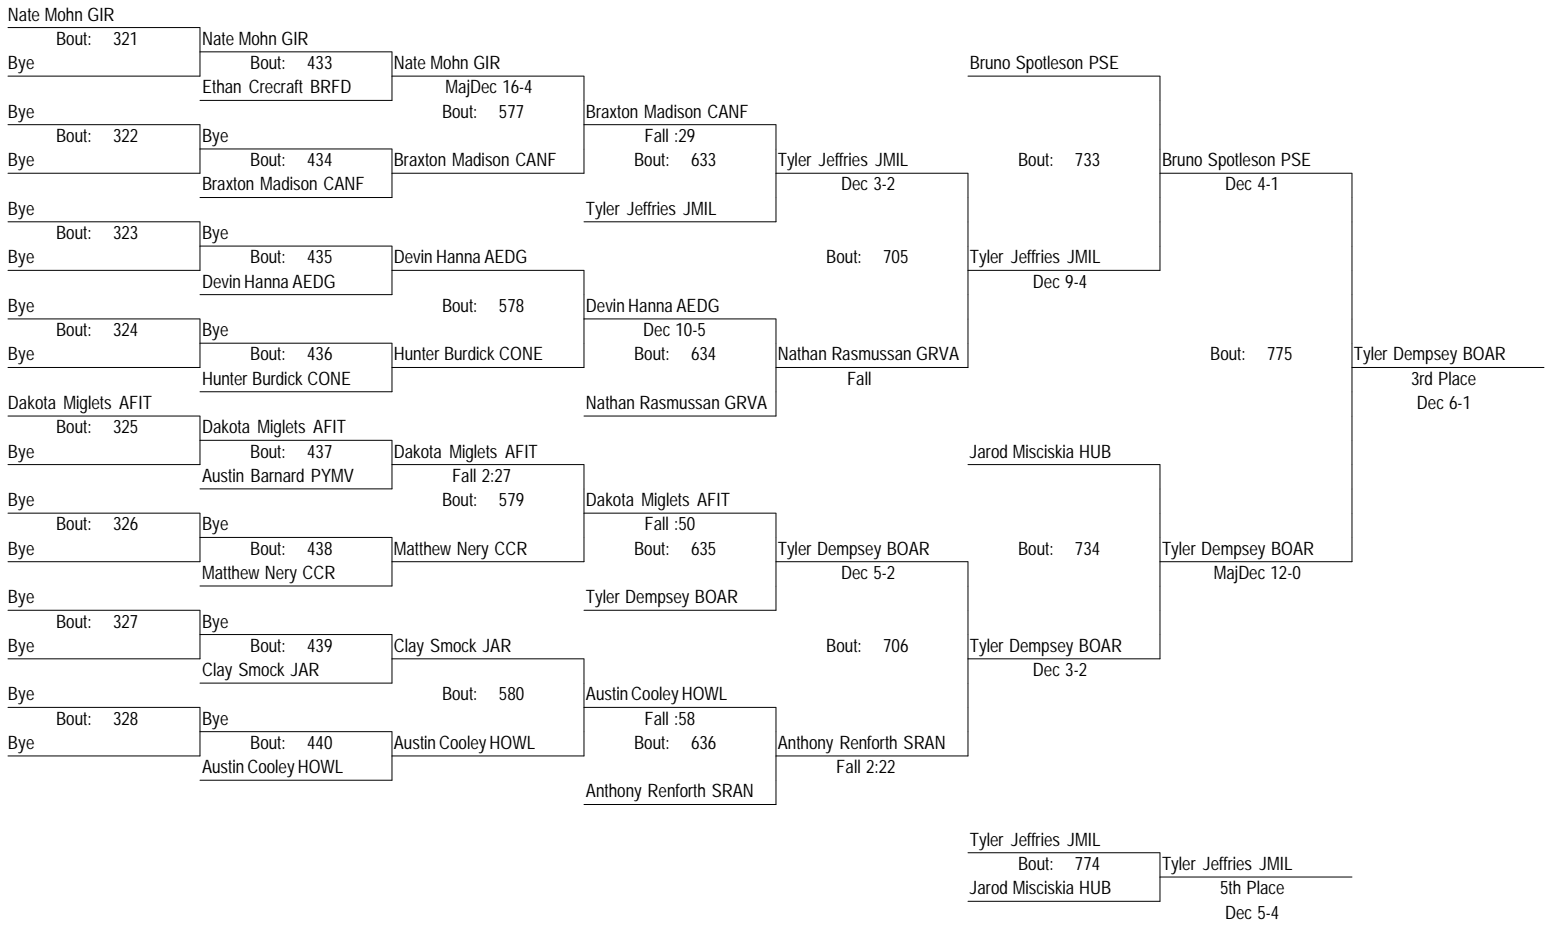 Nate Mohn GIR
Bout: 321
Nate Mohn GIR
Bye
Bout: 433
Nate Mohn GIR
Bruno Spotleson PSE
Ethan Crecraft BRFD
MajDec 16-4
Bye
Bout: 577
Braxton Madison CANF
Bout: 322
Bye
Fall :29
Bye
Bout: 434
Braxton Madison CANF
Bout: 633
Tyler Jeffries JMIL
Bout: 733
Bruno Spotleson PSE
Braxton Madison CANF
Dec 3-2
Dec 4-1
Bye
Tyler Jeffries JMIL
Bout: 323
Bye
Bye
Bout: 435
Devin Hanna AEDG
Bout: 705
Tyler Jeffries JMIL
Devin Hanna AEDG
Dec 9-4
Bye
Bout: 578
Devin Hanna AEDG
Bout: 324
Bye
Dec 10-5
Bye
Bout: 436
Hunter Burdick CONE
Bout: 634
Nathan Rasmussan GRVA
Bout: 775
Tyler Dempsey BOAR
Hunter Burdick CONE
Fall
3rd Place
Dakota Miglets AFIT
Nathan Rasmussan GRVA
Dec 6-1
Bout: 325
Dakota Miglets AFIT
Bye
Bout: 437
Dakota Miglets AFIT
Jarod Misciskia HUB
Austin Barnard PYMV
Fall 2:27
Bye
Bout: 579
Dakota Miglets AFIT
Bout: 326
Bye
Fall :50
Bye
Bout: 438
Matthew Nery CCR
Bout: 635
Tyler Dempsey BOAR
Bout: 734
Tyler Dempsey BOAR
Matthew Nery CCR
Dec 5-2
MajDec 12-0
Bye
Tyler Dempsey BOAR
Bout: 327
Bye
Bye
Bout: 439
Clay Smock JAR
Bout: 706
Tyler Dempsey BOAR
Clay Smock JAR
Dec 3-2
Bye
Bout: 580
Austin Cooley HOWL
Bout: 328
Bye
Fall :58
Bye
Bout: 440
Austin Cooley HOWL
Bout: 636
Anthony Renforth SRAN
Austin Cooley HOWL
Fall 2:22
Anthony Renforth SRAN
Tyler Jeffries JMIL
Bout: 774
Tyler Jeffries JMIL
Jarod Misciskia HUB
5th Place
Dec 5-4